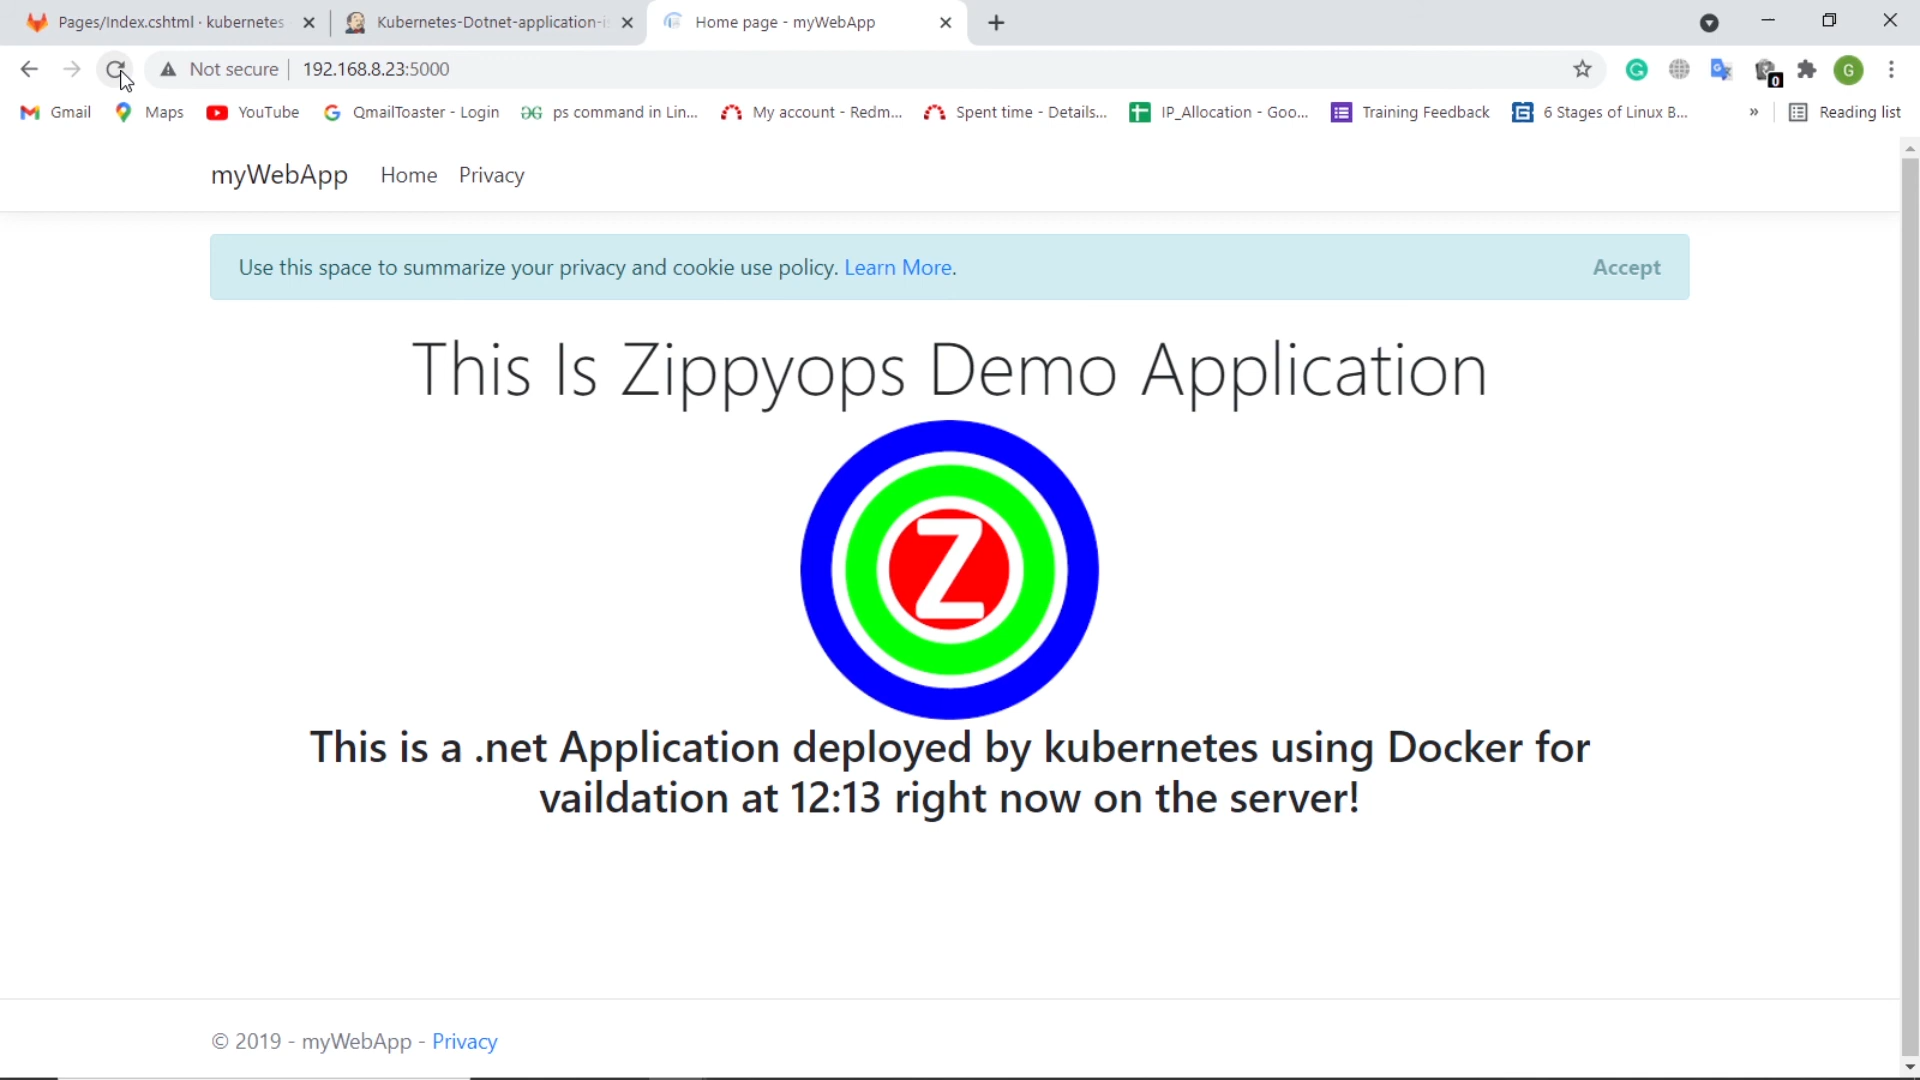 Pages/Index.cshtml · kubernetes
Kubernetes-Dotnet-application-i
Home page - myWebApp
Not secure
192.168.8.23:5000
0
G
Gmail
Maps
YouTube
QmailToaster - Login
ps command in Lin...
My account - Redm...
Spent time - Details...
IP_Allocation - Goo...
Training Feedback
6 Stages of Linux B...
»
Reading list
myWebApp
Home
Privacy
Use this space to summarize your privacy and cookie use policy. Learn More.
Accept
This Is Zippyops Demo Application
Z
This is a .net Application deployed by kubernetes using Docker for
vaildation at 12:13 right now on the server!
© 2019 - myWebApp - Privacy